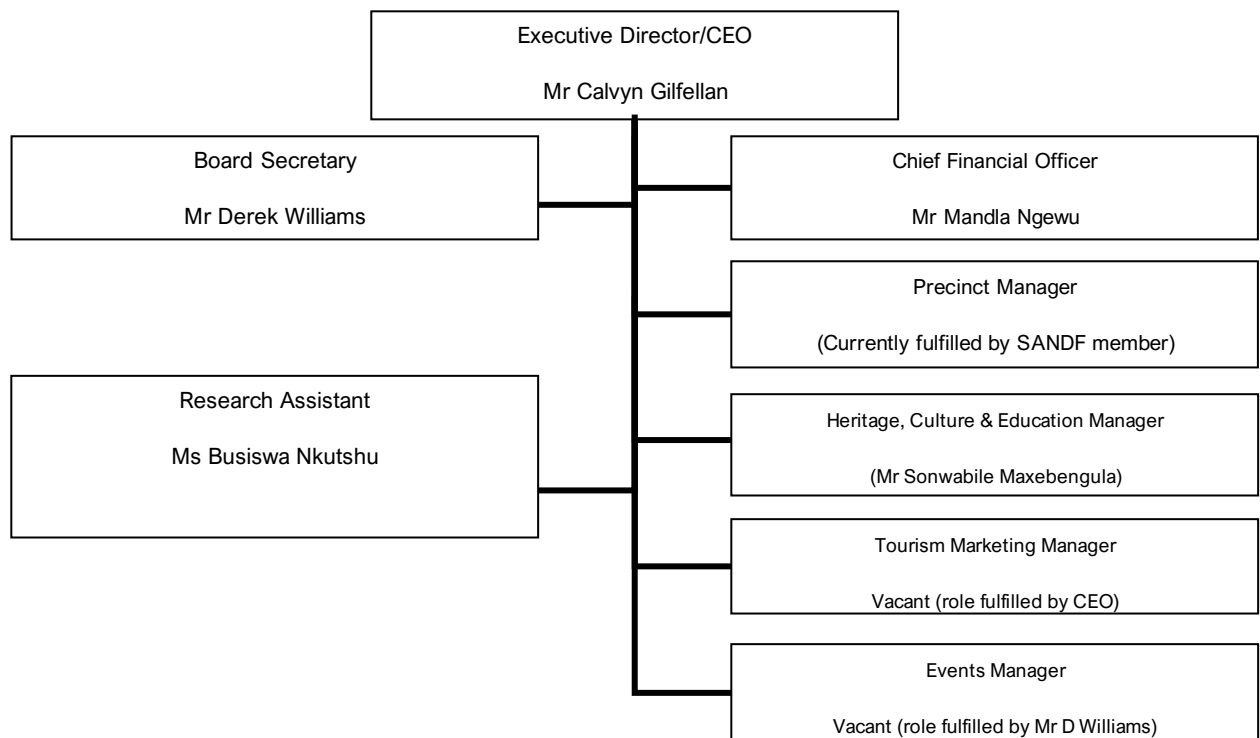 Executive Director/CEO
Mr Calvyn Gilfellan
Board Secretary
Mr Derek Williams
Chief Financial Officer
Mr Mandla Ngewu
Precinct Manager
(Currently fulfilled by SANDF member)
Research Assistant
Ms Busiswa Nkutshu
Heritage, Culture & Education Manager
(Mr Sonwabile Maxebengula)
Tourism Marketing Manager
Vacant (role fulfilled by CEO)
Events Manager
Vacant (role fulfilled by Mr D Williams)